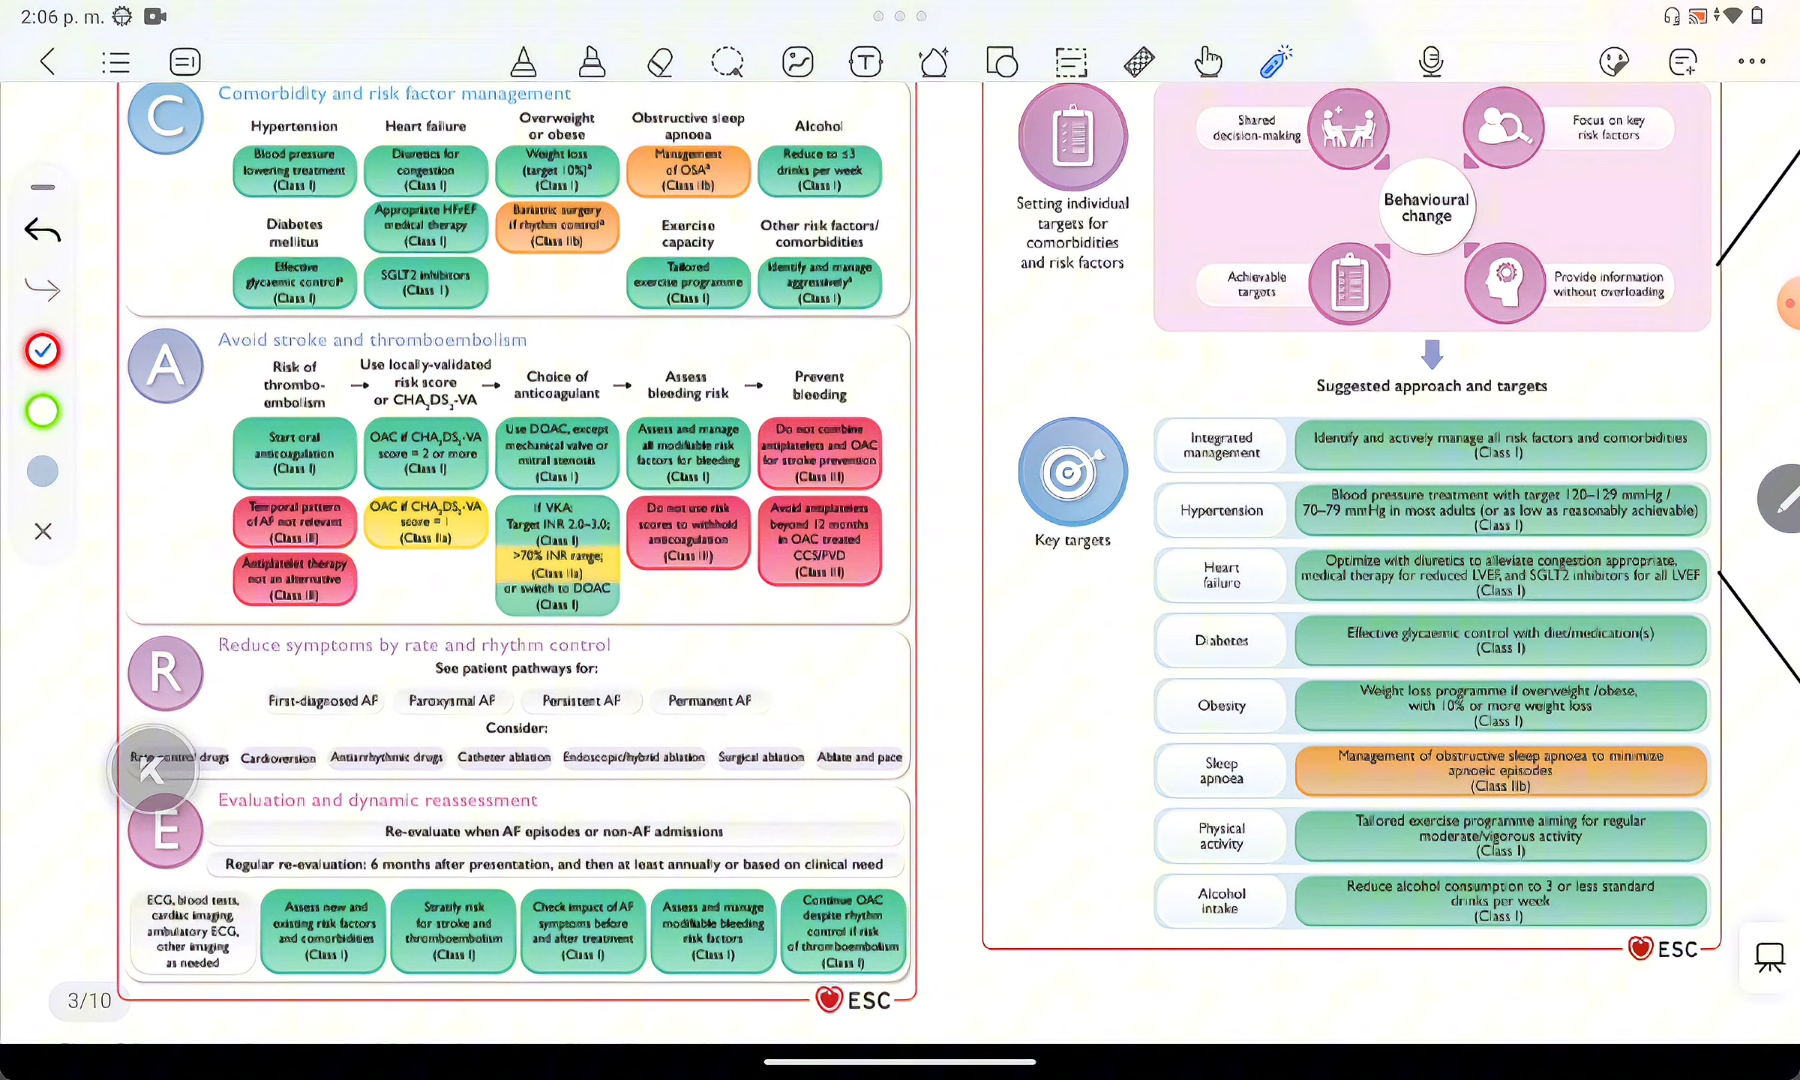 2:06 p. m.
C
Comorbidity and risk factor management
Hypertension
Blood pressure
lowering treatment
(Class I)
Diabetes
mellitus
Effective
glycaemic controlª
(Class I)
Heart failure
Diuretics for
congestion
(Class I)
Appropriate HFrEF
medical therapy
(Class I)
SGLT2 inhibitors
(Class I)
Overweight
or obese
Weight loss
(target 10%)ª
(Class I)
Bariatric surgery
if rhythm controlª
(Class IIb)
Obstructive sleep
apnoea
Management
of OSAª
(Class IIb)
Exercise
capacity
Tailored
exercise programme
(Class I)
Alcohol
Reduce to ≤3
drinks per week
(Class I)
Other risk factors/
comorbidities
Identify and manage
aggressivelyª
(Class I)
A
Avoid stroke and thromboembolism
Risk of
thrombo-
embolism
Start oral
anticoagulation
(Class I)
Temporal pattern
of AF not relevant
(Class III)
Antiplatelet therapy
not an alternative
(Class III)
Use locally-validated
risk score
or CHA₂DS₂-VA
OAC if CHA₂DS₂-VA
score = 2 or more
(Class I)
OAC if CHA₂DS₂-VA
score = 1
(Class IIa)
Choice of
anticoagulant
Use DOAC, except
mechanical valve or
mitral stenosis
(Class I)
If VKA:
Target INR 2.0–3.0;
(Class I)
>70% INR range;
(Class IIa)
or switch to DOAC
(Class I)
Assess
bleeding risk
Assess and manage
all modifiable risk
factors for bleeding
(Class I)
Do not use risk
scores to withhold
anticoagulation
(Class III)
Prevent
bleeding
Do not combine
antiplatelets and OAC
for stroke prevention
(Class III)
Avoid antiplatelets
beyond 12 months
in OAC treated
CCS/PVD
(Class III)
R
Reduce symptoms by rate and rhythm control
See patient pathways for:
First-diagnosed AF
Paroxysmal AF
Persistent AF
Permanent AF
Consider:
Rate control drugs
Cardioversion
Antiarrhythmic drugs
Catheter ablation
Endoscopic/hybrid ablation
Surgical ablation
Ablate and pace
K
E
Evaluation and dynamic reassessment
Re-evaluate when AF episodes or non-AF admissions
Regular re-evaluation: 6 months after presentation, and then at least annually or based on clinical need
ECG, blood tests,
cardiac imaging,
ambulatory ECG,
other imaging
as needed
Assess new and
existing risk factors
and comorbidities
(Class I)
Stratify risk
for stroke and
thromboembolism
(Class I)
Check impact of AF
symptoms before
and after treatment
(Class I)
Assess and manage
modifiable bleeding
risk factors
(Class I)
Continue OAC
despite rhythm
control if risk
of thromboembolism
(Class I)
3/10
ESC
Setting individual
targets for
comorbidities
and risk factors
Shared
decision-making
Focus on key
risk factors
Behavioural
change
Achievable
targets
Provide information
without overloading
Suggested approach and targets
Key targets
Integrated
management
Identify and actively manage all risk factors and comorbidities
(Class I)
Hypertension
Blood pressure treatment with target 120–129 mmHg /
70–79 mmHg in most adults (or as low as reasonably achievable)
(Class I)
Heart
failure
Optimize with diuretics to alleviate congestion appropriate,
medical therapy for reduced LVEF, and SGLT2 inhibitors for all LVEF
(Class I)
Diabetes
Effective glycaemic control with diet/medication(s)
(Class I)
Obesity
Weight loss programme if overweight /obese,
with 10% or more weight loss
(Class I)
Sleep
apnoea
Management of obstructive sleep apnoea to minimize
apnoeic episodes
(Class IIb)
Physical
activity
Tailored exercise programme aiming for regular
moderate/vigorous activity
(Class I)
Alcohol
intake
Reduce alcohol consumption to 3 or less standard
drinks per week
(Class I)
ESC